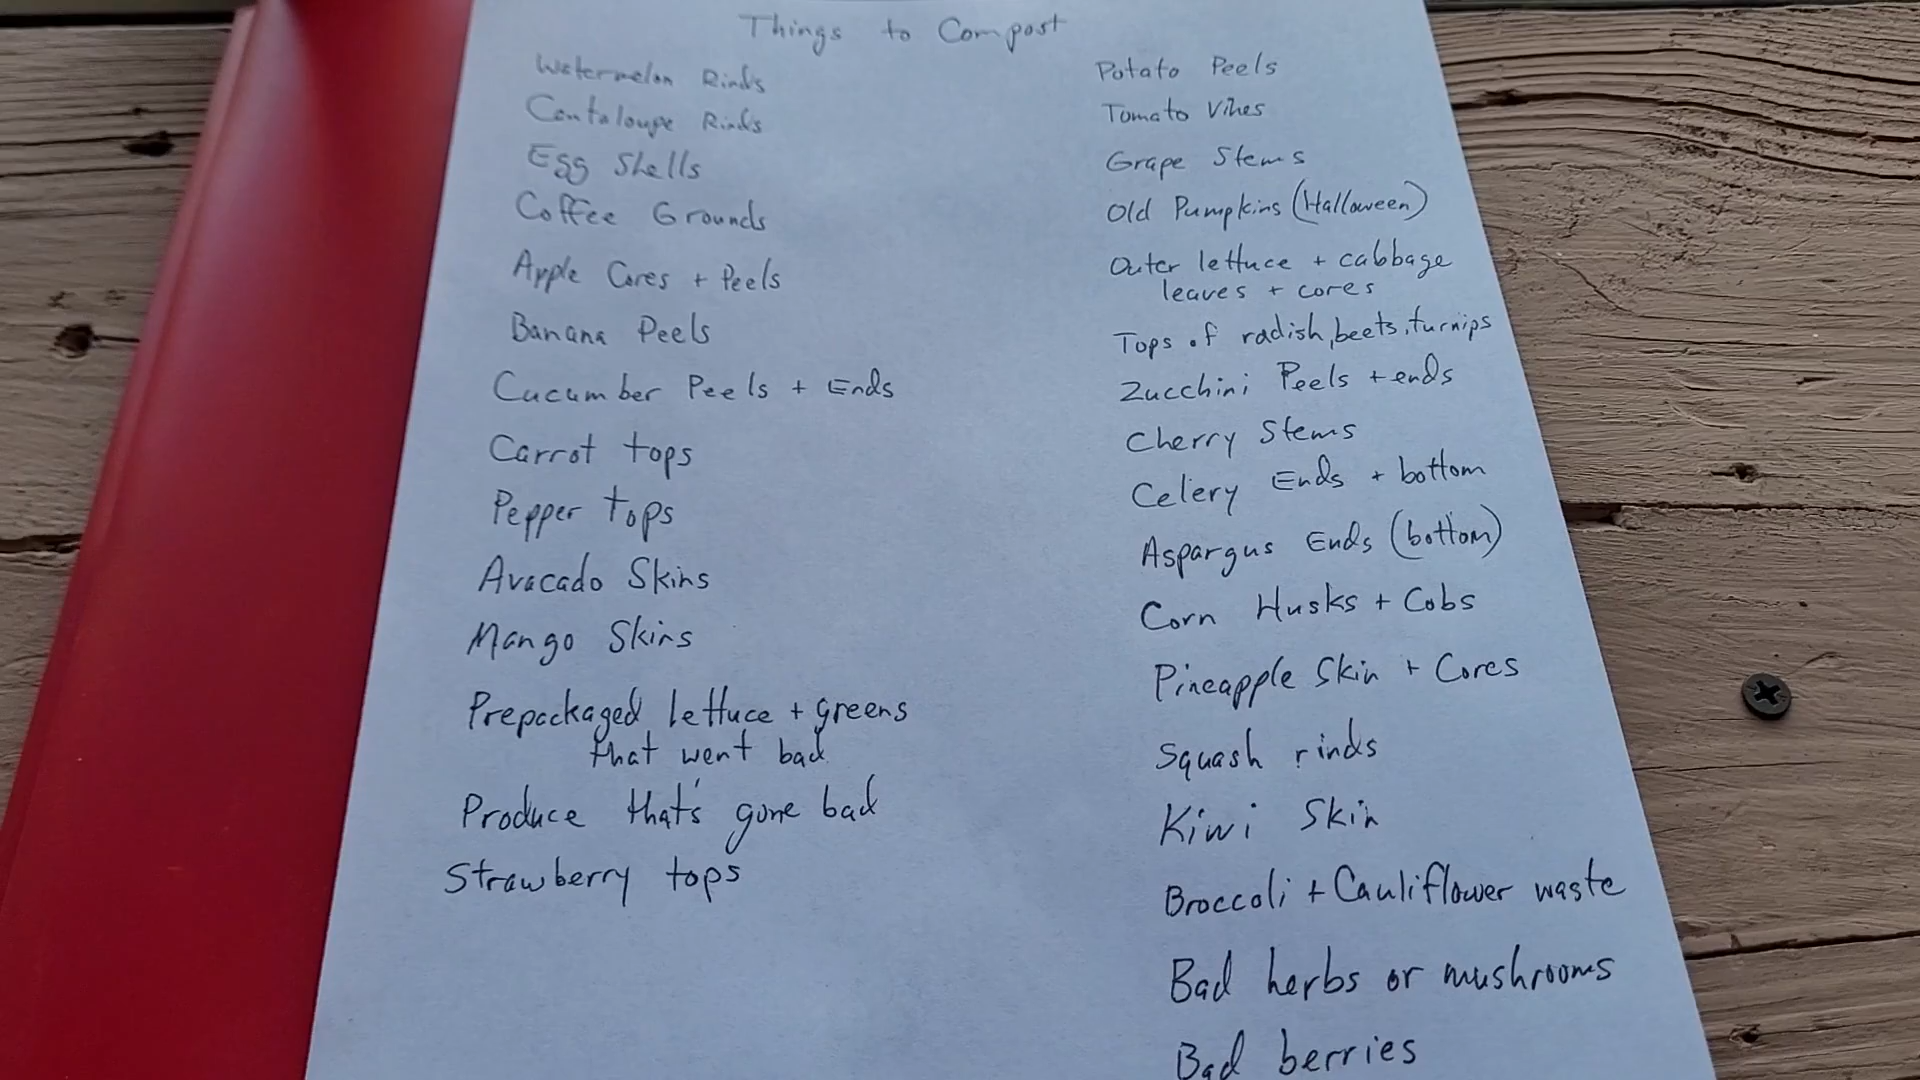 Things to Compost
Watermelon Rinds
Cantaloupe Rinds
Egg Shells
Coffee Grounds
Apple Cores + Peels
Banana Peels
Cucumber Peels + Ends
Carrot tops
Pepper tops
Avacado Skins
Mango Skins
Prepackaged lettuce + greens
that went bad
Produce that's gone bad
Strawberry tops
Potato Peels
Tomato Vines
Grape Stems
Old Pumpkins (Halloween)
Outer lettuce + cabbage
leaves + cores
Tops of radish, beets, turnips
Zucchini Peels + ends
Cherry Stems
Celery Ends + bottom
Aspargus Ends (bottom)
Corn Husks + Cobs
Pineapple Skin + Cores
Squash rinds
Kiwi Skin
Broccoli + Cauliflower waste
Bad herbs or mushrooms
Bad berries